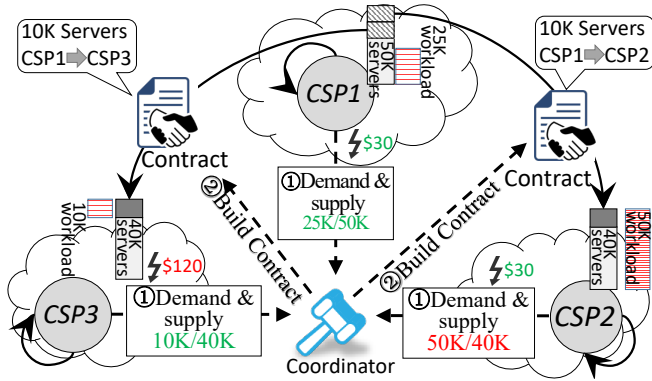 10K Servers
CSP1 CSP3
10K Servers
CSP1 CSP2
50K
servers
25K
workload
CSP1
$30
Contract
Contract
①Demand &
supply
25K/50K
②Build Contract
②Build Contract
10K
workload
40K
servers
$120
CSP3
①Demand &
supply
10K/40K
Coordinator
$30
①Demand &
supply
50K/40K
40K
servers
50K
Workload
CSP2